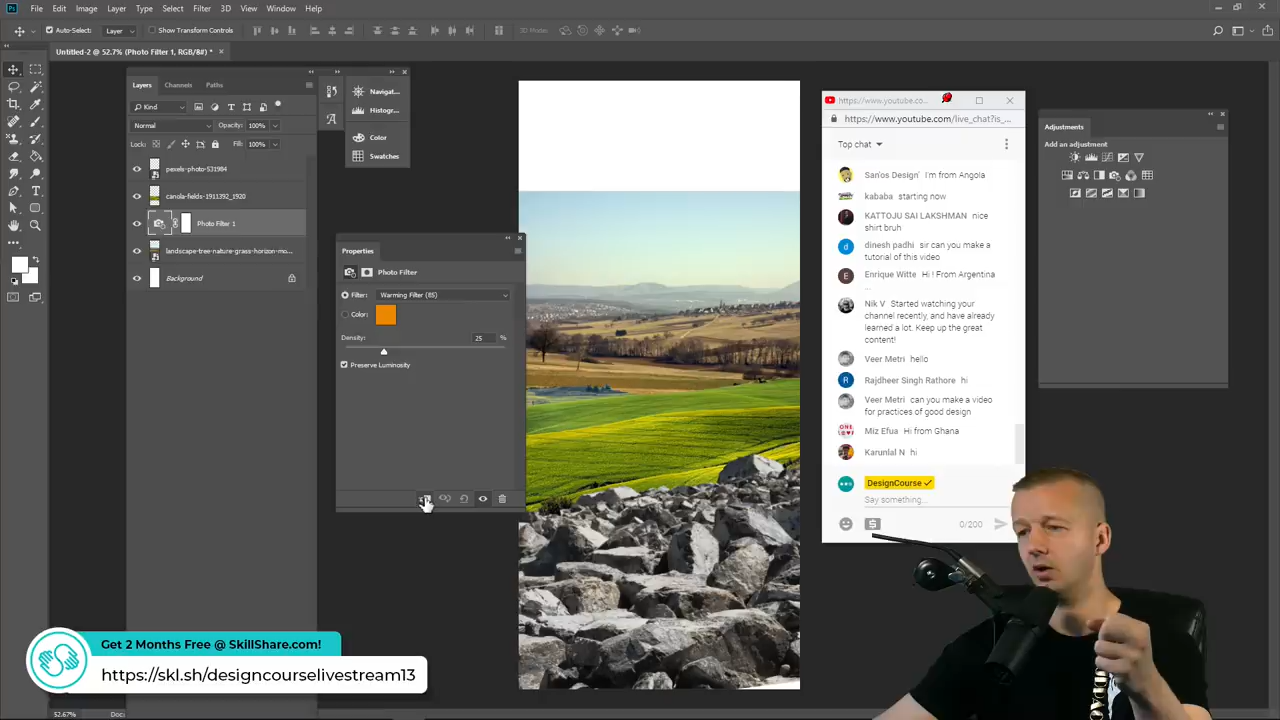 Ps File Edit Image Layer Type Select Filter 3D View Window Help
Auto-Select: Layer Show Transform Controls 3D Mode:
Untitled-2 @ 52.7% (Photo Filter 1, RGB/8#) *
Layers Channels Paths
Kind
Normal Opacity: 100%
Lock: Fill: 100%
pexels-photo-531984
canola-fields-1911392_1920
Photo Filter 1
landscape-tree-nature-grass-horizon-mo...
Background
Navigat...
Histogr...
Color
Swatches
Properties
Photo Filter
Filter: Warming Filter (85)
Color:
Density: 25 %
Preserve Luminosity
https://www.youtube.co...
https://www.youtube.com/live_chat?is_...
Top chat
San'os Design' I'm from Angola
kababa starting now
KATTOJU SAI LAKSHMAN nice
shirt bruh
dinesh padhi sir can you make a
tutorial of this video
Enrique Witte Hi ! From Argentina
...
Nik V Started watching your
channel recently, and have already
learned a lot. Keep up the great
content!
Veer Metri hello
Rajdheer Singh Rathore hi
Veer Metri can you make a video
for practices of good design
Miz Efua Hi from Ghana
Karunlal N hi
DesignCourse
Say something...
0/200
Adjustments
Add an adjustment
Get 2 Months Free @ SkillShare.com!
https://skl.sh/designcourselivestream13
52.67% Doc: